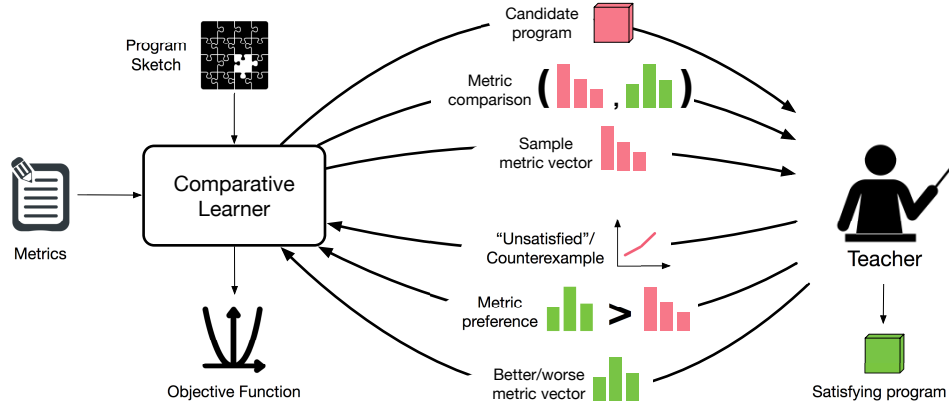 Program
Sketch
Metrics
Comparative
Learner
Objective Function
Candidate
program
Metric
comparison ( , )
Sample
metric vector
“Unsatisfied”/
Counterexample
Metric
preference >
Better/worse
metric vector
Teacher
Satisfying program